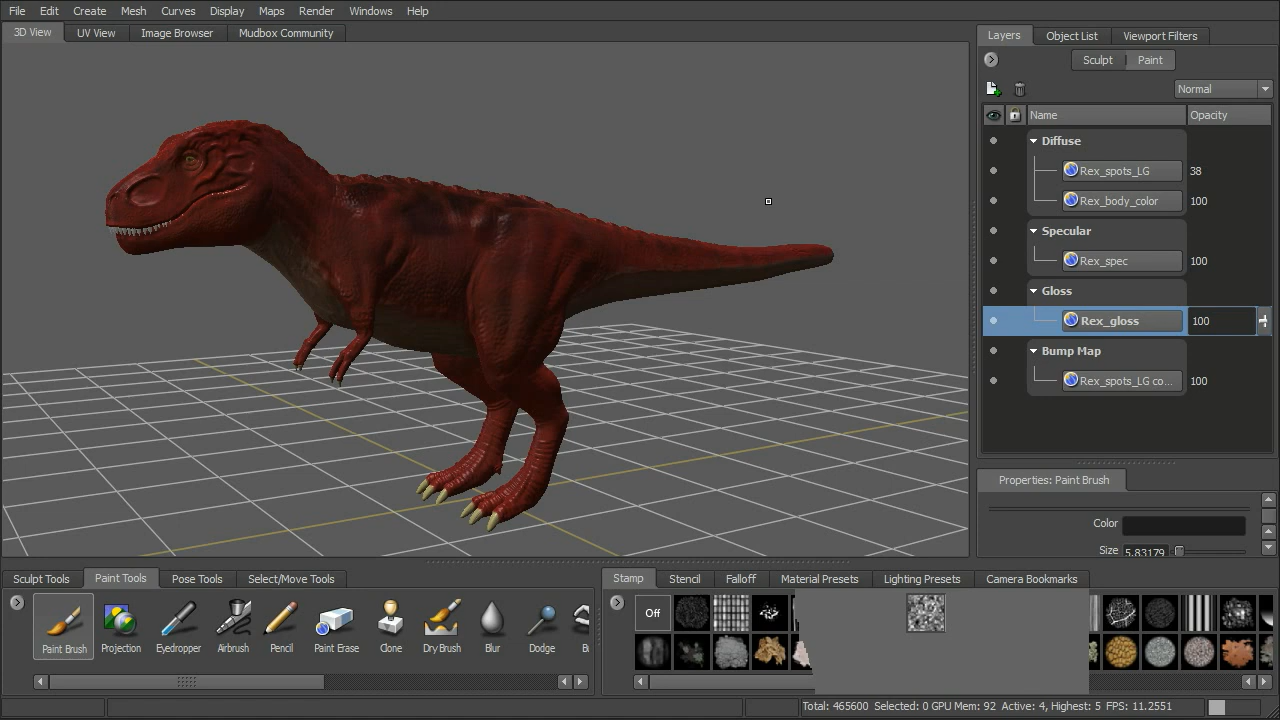 File Edit Create Mesh Curves Display Maps Render Windows Help
3D View UV View Image Browser Mudbox Community
Layers Object List Viewport Filters
Sculpt Paint
Normal
Name Opacity
Diffuse
Rex_spots_LG 38
Rex_body_color 100
Specular
Rex_spec 100
Gloss
Rex_gloss 100
Bump Map
Rex_spots_LG co... 100
Properties: Paint Brush
Color
Size 5.83179
Sculpt Tools Paint Tools Pose Tools Select/Move Tools
Paint Brush Projection Eyedropper Airbrush Pencil Paint Erase Clone Dry Brush Blur Dodge
Stamp Stencil Falloff Material Presets Lighting Presets Camera Bookmarks
Off
Total: 465600 Selected: 0 GPU Mem: 92 Active: 4, Highest: 5 FPS: 11.2551